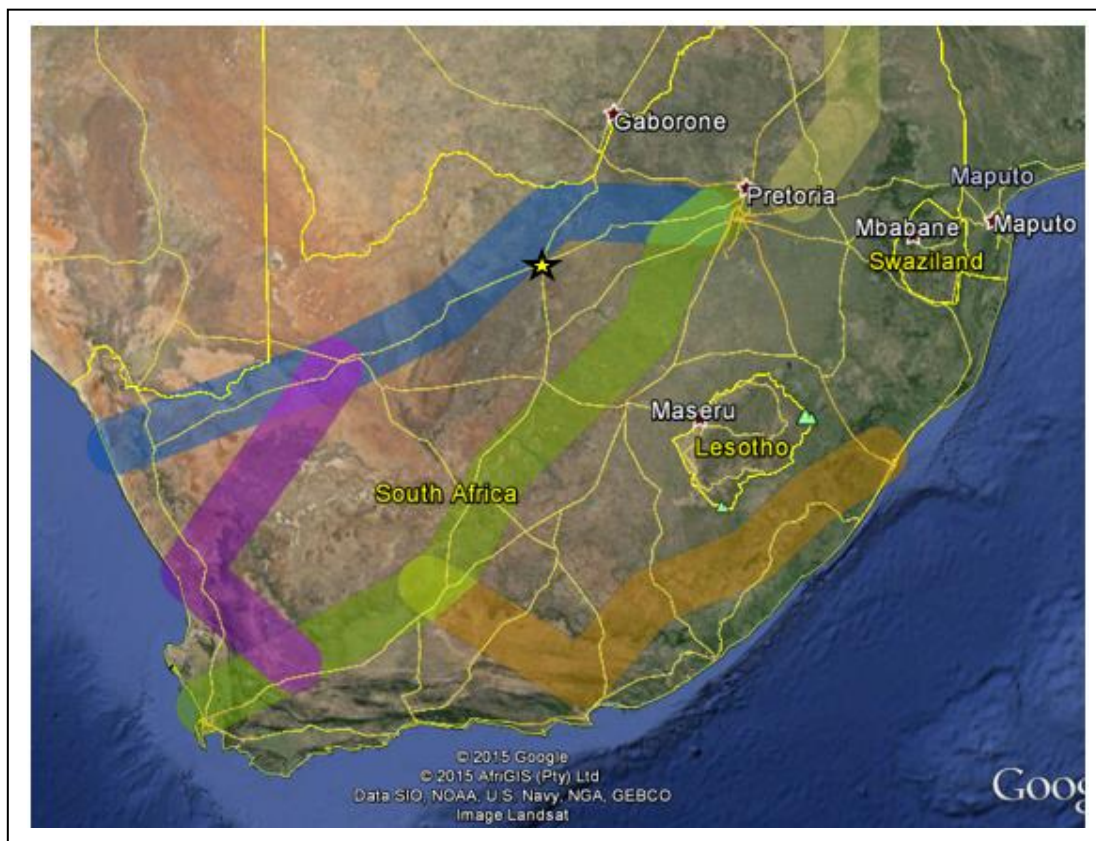 Gaborone
Pretoria
Maputo
Maputo
Mbabane
Swaziland
Maseru
Lesotho
South Africa
© 2015 Google
© 2015 AfriGIS (Pty) Ltd
Data SIO, NOAA, U.S. Navy, NGA, GEBCO
Image Landsat
Goog